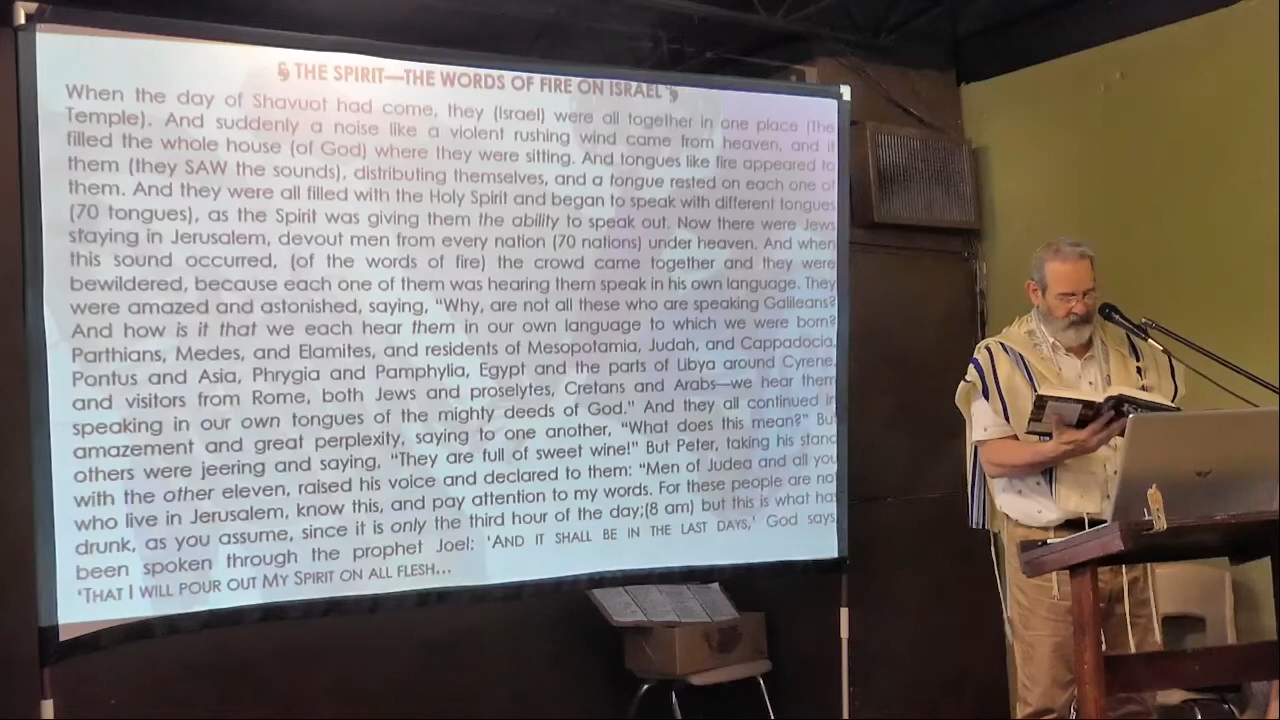 THE SPIRIT—THE WORDS OF FIRE ON ISRAEL
When the day of Shavuot had come, they (Israel) were all together in one place (The
Temple). And suddenly a noise like a violent rushing wind came from heaven, and it
filled the whole house (of God) where they were sitting. And tongues like fire appeared to
them (they SAW the sounds), distributing themselves, and a tongue rested on each one of
them. And they were all filled with the Holy Spirit and began to speak with different tongues
(70 tongues), as the Spirit was giving them the ability to speak out. Now there were Jews
staying in Jerusalem, devout men from every nation (70 nations) under heaven. And when
this sound occurred, (of the words of fire) the crowd came together and they were
bewildered, because each one of them was hearing them speak in his own language. They
were amazed and astonished, saying, "Why, are not all these who are speaking Galileans?
And how is it that we each hear them in our own language to which we were born?
Parthians, Medes, and Elamites, and residents of Mesopotamia, Judah, and Cappadocia,
Pontus and Asia, Phrygia and Pamphylia, Egypt and the parts of Libya around Cyrene,
and visitors from Rome, both Jews and proselytes, Cretans and Arabs—we hear them
speaking in our own tongues of the mighty deeds of God." And they all continued in
amazement and great perplexity, saying to one another, "What does this mean?" But
others were jeering and saying, "They are full of sweet wine!" But Peter, taking his stand
with the other eleven, raised his voice and declared to them: "Men of Judea and all you
who live in Jerusalem, know this, and pay attention to my words. For these people are not
drunk, as you assume, since it is only the third hour of the day;(8 am) but this is what has
been spoken through the prophet Joel: 'AND IT SHALL BE IN THE LAST DAYS,' God says,
'THAT I WILL POUR OUT MY SPIRIT ON ALL FLESH...